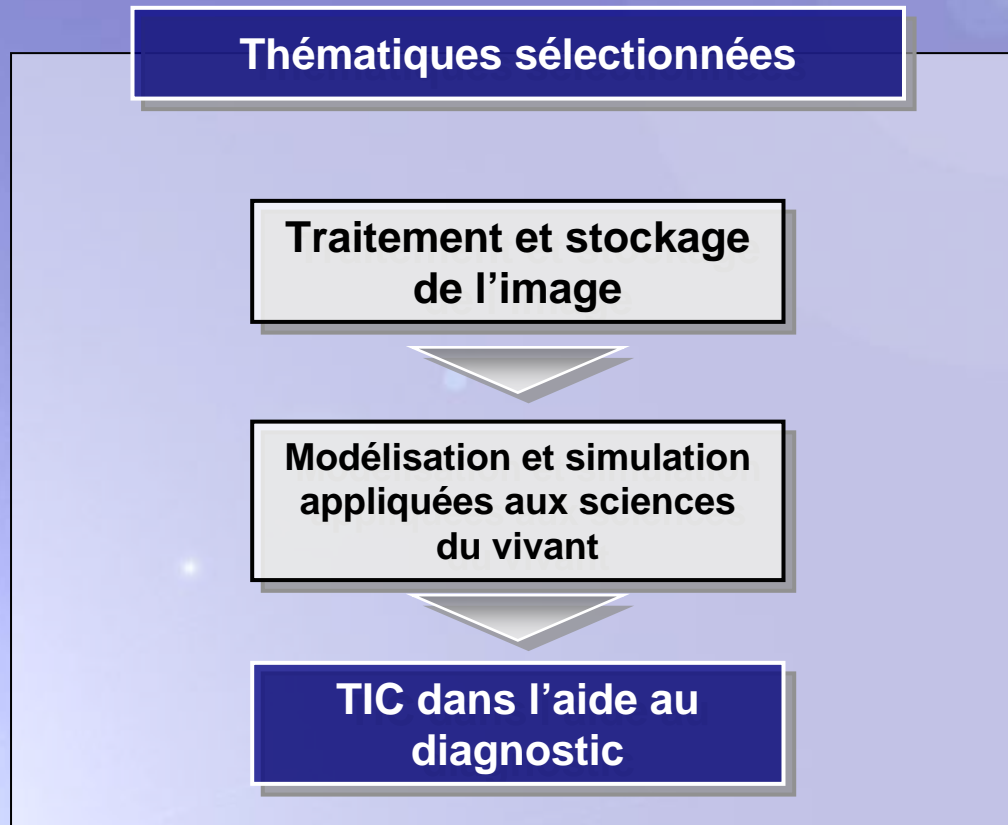 Thématiques sélectionnées
Traitement et stockage
de l’image
Modélisation et simulation
appliquées aux sciences
du vivant
TIC dans l’aide au
diagnostic